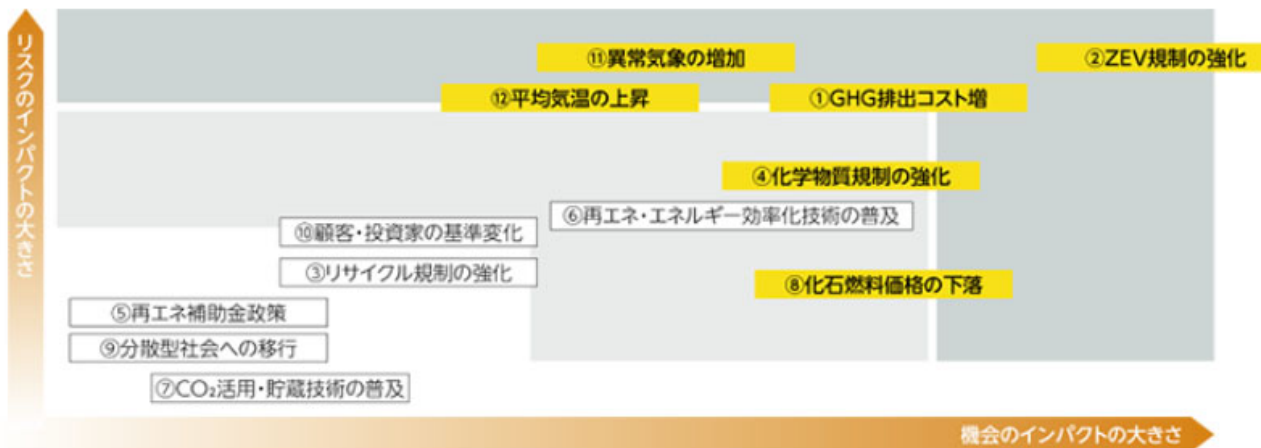 リスクのインパクトの大きさ
⑪異常気象の増加
②ZEV規制の強化
⑫平均気温の上昇
①GHG排出コスト増
④化学物質規制の強化
⑥再エネ・エネルギー効率化技術の普及
⑩顧客・投資家の基準変化
③リサイクル規制の強化
⑧化石燃料価格の下落
⑤再エネ補助金政策
⑨分散型社会への移行
⑦CO₂活用・貯蔵技術の普及
機会のインパクトの大きさ